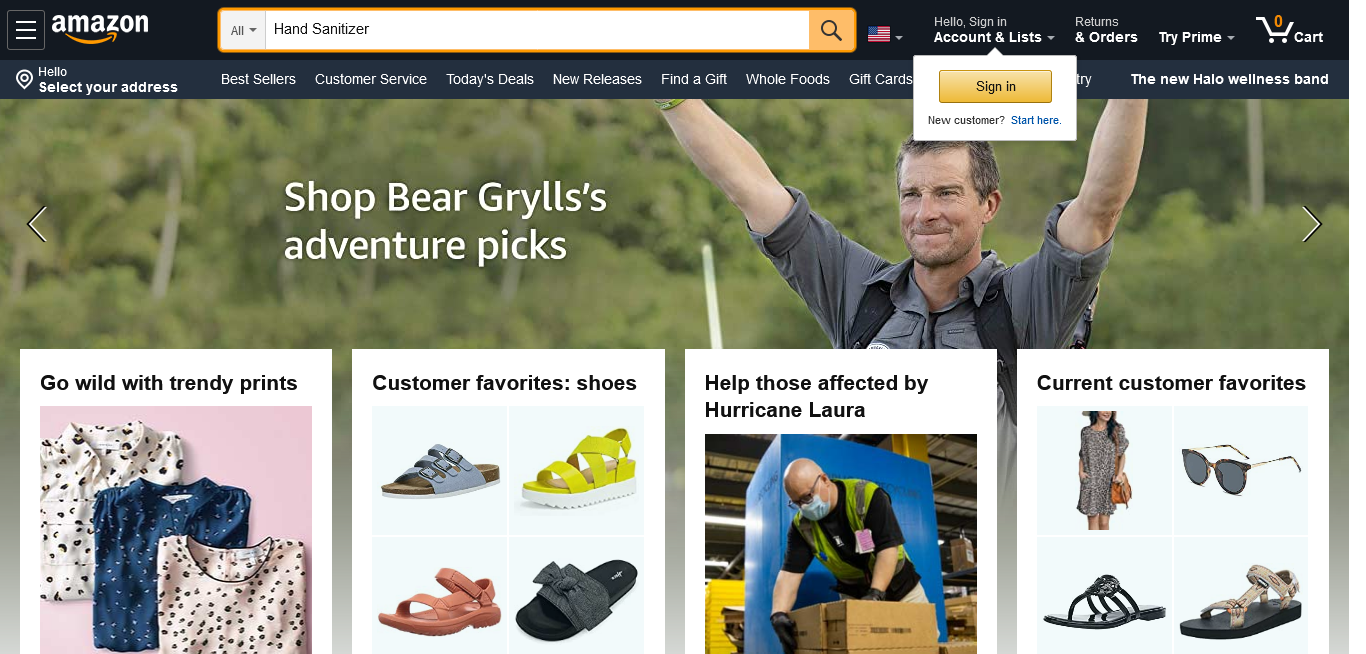 amazon
All
Hand Sanitizer
Hello, Sign in
Account & Lists
Returns
& Orders
Try Prime
0
Cart
Hello
Select your address
Best Sellers
Customer Service
Today's Deals
New Releases
Find a Gift
Whole Foods
Gift Cards
try
The new Halo wellness band
Sign in
New customer? Start here.
Shop Bear Grylls's
adventure picks
Go wild with trendy prints
Customer favorites: shoes
Help those affected by
Hurricane Laura
Current customer favorites